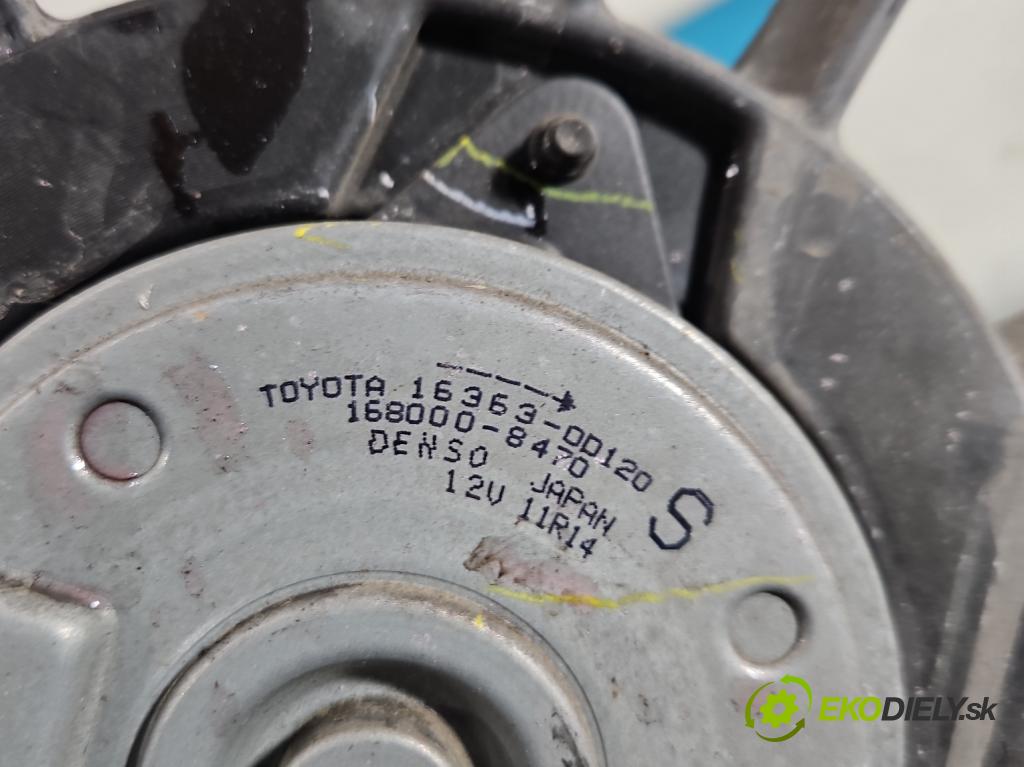 TOYOTA 16363-0D120
168000-8470
DENSO JAPAN
12V 11R14
S
EKODIELY.sk